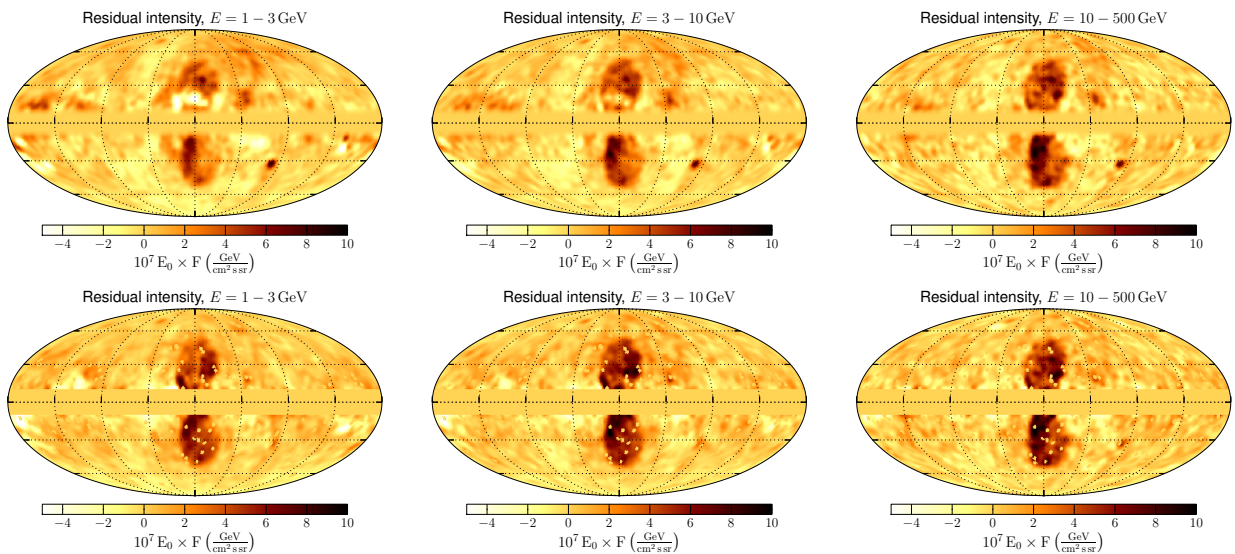 Residual intensity, E = 1 − 3 GeV
Residual intensity, E = 3 − 10 GeV
Residual intensity, E = 10 − 500 GeV
−4 −2 0 2 4 6 8 10
−4 −2 0 2 4 6 8 10
−4 −2 0 2 4 6 8 10
10^7 E_0 × F (GeV / cm^2 s sr)
10^7 E_0 × F (GeV / cm^2 s sr)
10^7 E_0 × F (GeV / cm^2 s sr)
Residual intensity, E = 1 − 3 GeV
Residual intensity, E = 3 − 10 GeV
Residual intensity, E = 10 − 500 GeV
−4 −2 0 2 4 6 8 10
−4 −2 0 2 4 6 8 10
−4 −2 0 2 4 6 8 10
10^7 E_0 × F (GeV / cm^2 s sr)
10^7 E_0 × F (GeV / cm^2 s sr)
10^7 E_0 × F (GeV / cm^2 s sr)